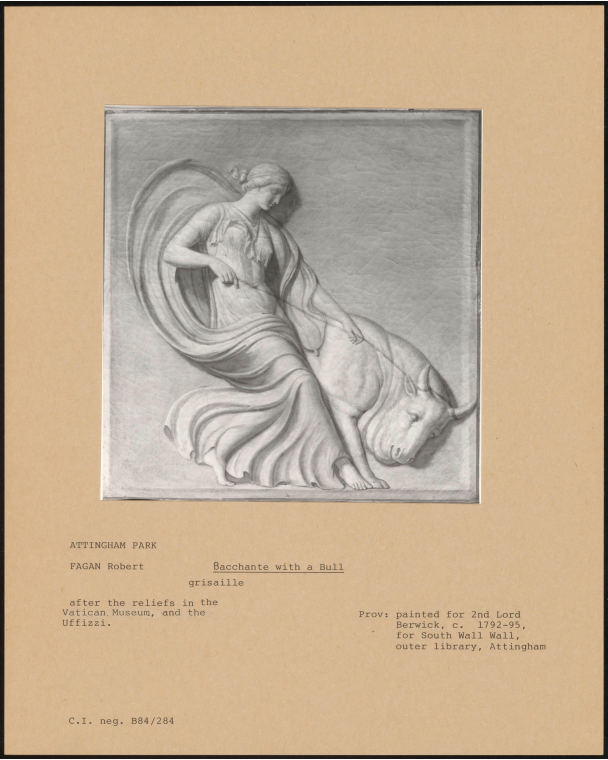 ATTINGHAM PARK
FAGAN Robert Bacchante with a Bull
grisaille
after the reliefs in the
Vatican Museum, and the
Uffizzi.
Prov: painted for 2nd Lord
Berwick, c. 1792-95,
for South Wall Wall,
outer library, Attingham
C.I. neg. B84/284